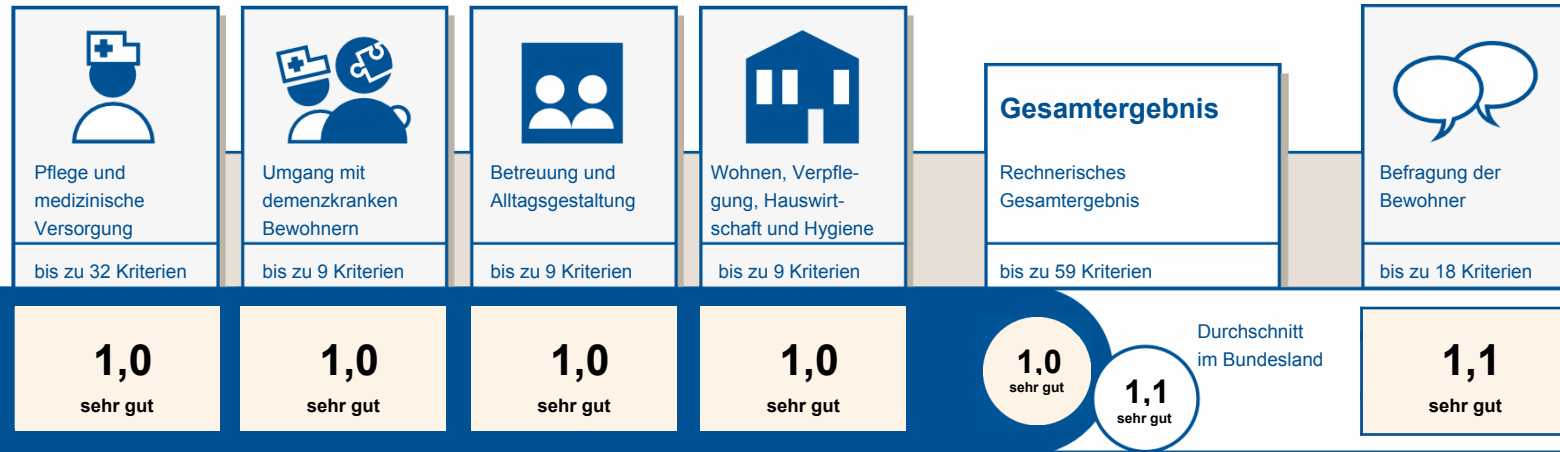 Pflege und
medizinische
Versorgung
bis zu 32 Kriterien
1,0
sehr gut
Umgang mit
demenzkranken
Bewohnern
bis zu 9 Kriterien
1,0
sehr gut
Betreuung und
Alltagsgestaltung
bis zu 9 Kriterien
1,0
sehr gut
Wohnen, Verpfle-
gung, Hauswirt-
schaft und Hygiene
bis zu 9 Kriterien
1,0
sehr gut
Gesamtergebnis
Rechnerisches
Gesamtergebnis
bis zu 59 Kriterien
1,0
sehr gut
1,1
sehr gut
Durchschnitt
im Bundesland
Befragung der
Bewohner
bis zu 18 Kriterien
1,1
sehr gut